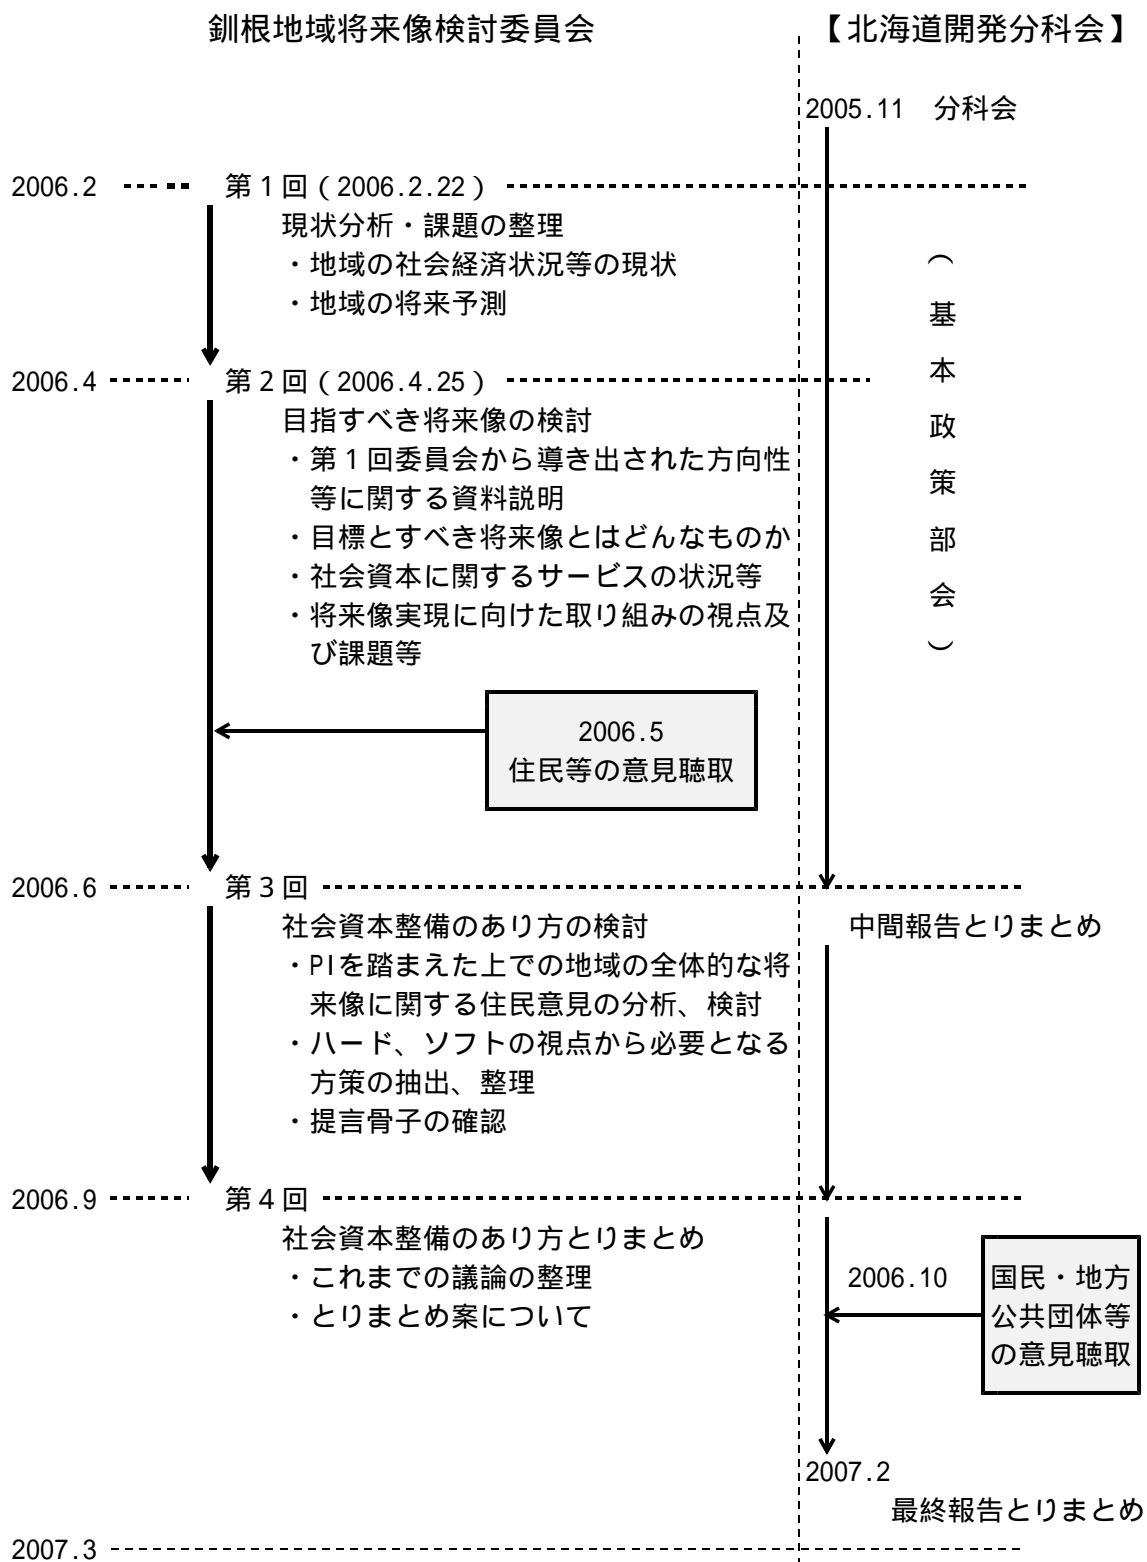 釧根地域将来像検討委員会
【北海道開発分科会】
2005.11 分科会
2006.2
第１回（2006.2.22）
現状分析・課題の整理
・地域の社会経済状況等の現状
・地域の将来予測
（基本政策部会）
2006.4
第２回（2006.4.25）
目指すべき将来像の検討
・第１回委員会から導き出された方向性
等に関する資料説明
・目標とすべき将来像とはどんなものか
・社会資本に関するサービスの状況等
・将来像実現に向けた取り組みの視点及
び課題等
2006.5
住民等の意見聴取
2006.6
第３回
社会資本整備のあり方の検討
・PIを踏まえた上での地域の全体的な将
来像に関する住民意見の分析、検討
・ハード、ソフトの視点から必要となる
方策の抽出、整理
・提言骨子の確認
中間報告とりまとめ
2006.9
第４回
社会資本整備のあり方とりまとめ
・これまでの議論の整理
・とりまとめ案について
2006.10
国民・地方
公共団体等
の意見聴取
2007.2
最終報告とりまとめ
2007.3